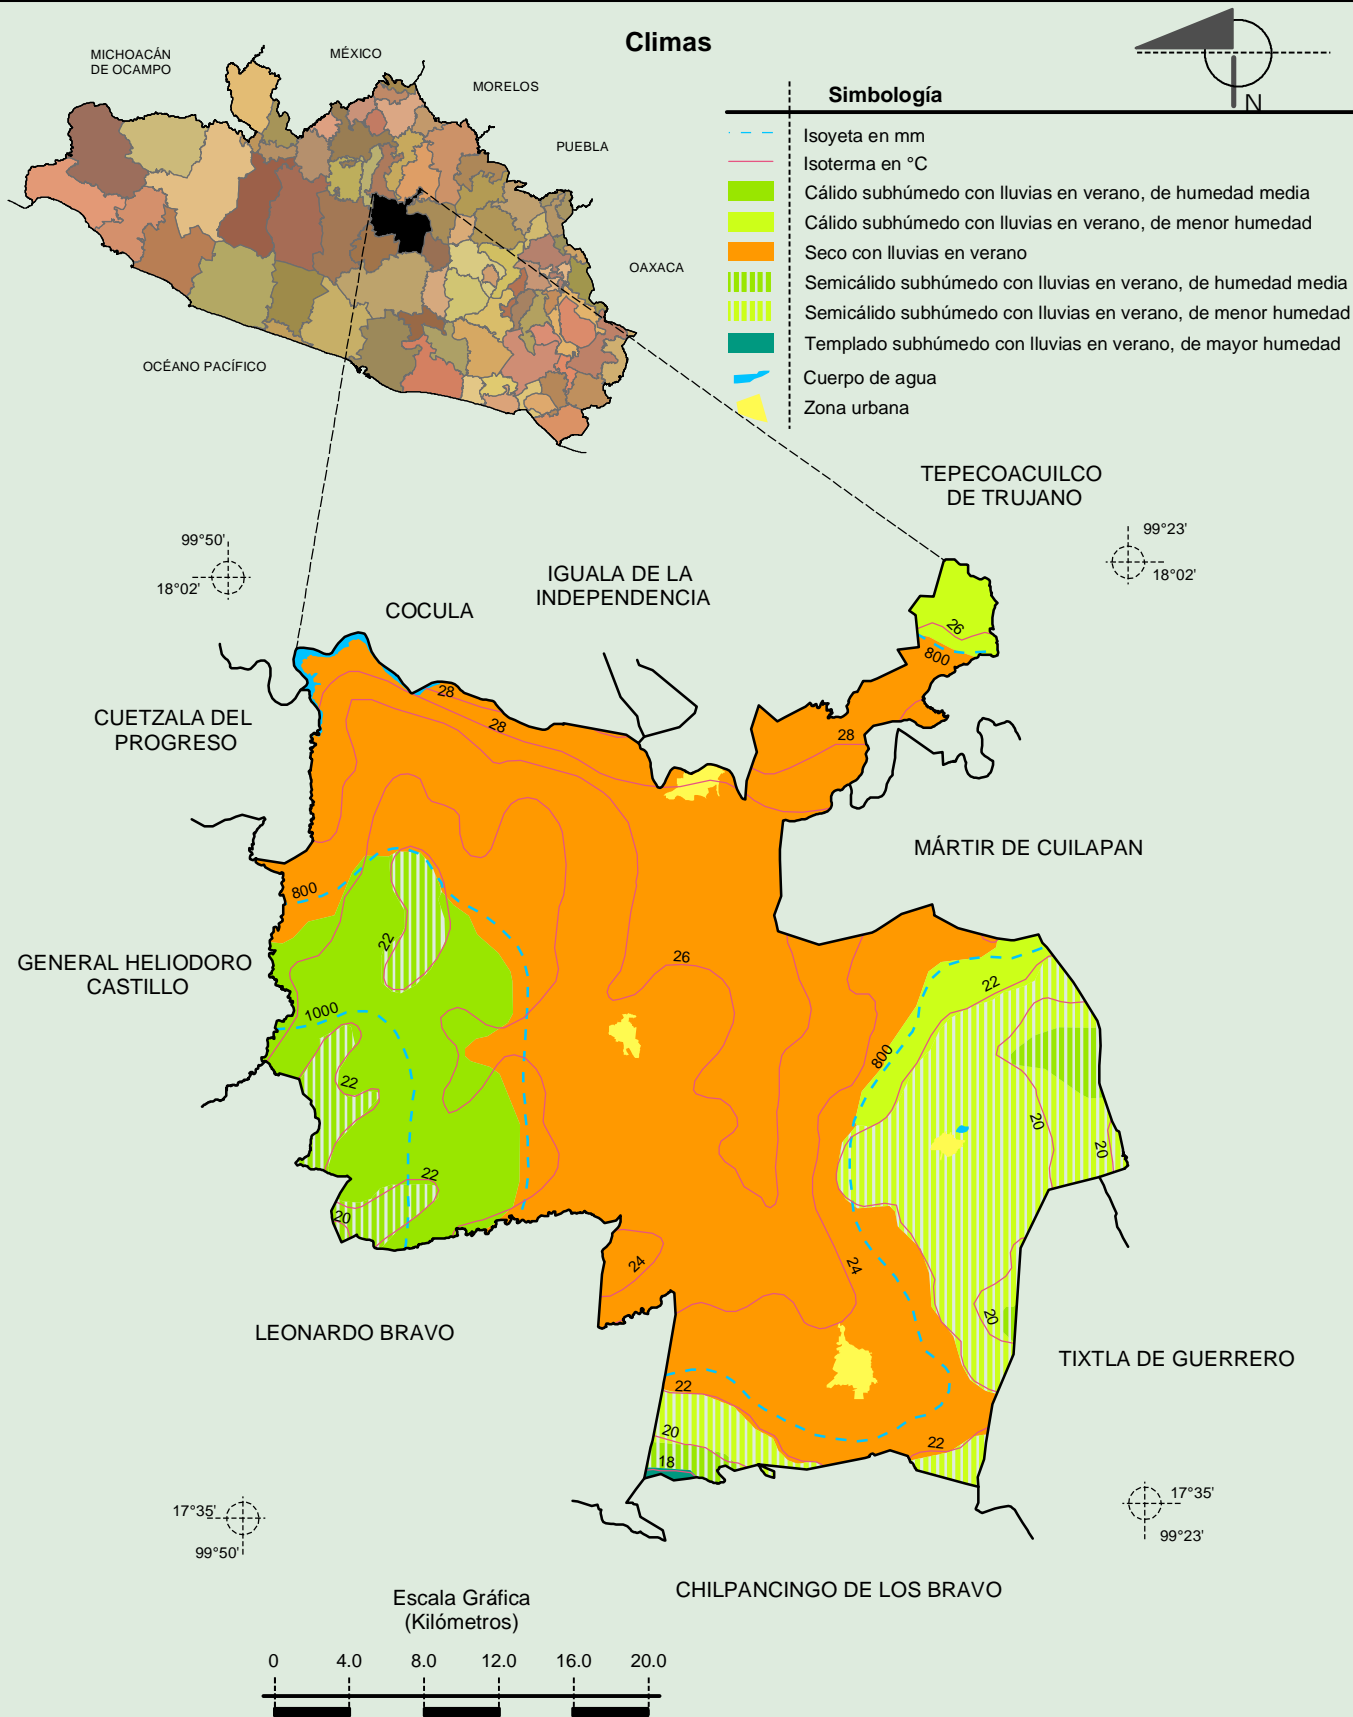 Climas
MICHOACÁN
DE OCAMPO
MÉXICO
MORELOS
PUEBLA
OAXACA
OCÉANO PACÍFICO
N
Simbología
Isoyeta en mm
Isoterma en °C
Cálido subhúmedo con lluvias en verano, de humedad media
Cálido subhúmedo con lluvias en verano, de menor humedad
Seco con lluvias en verano
Semicálido subhúmedo con lluvias en verano, de humedad media
Semicálido subhúmedo con lluvias en verano, de menor humedad
Templado subhúmedo con lluvias en verano, de mayor humedad
Cuerpo de agua
Zona urbana
TEPECOACUILCO
DE TRUJANO
99°50'
18°02'
99°23'
18°02'
IGUALA DE LA
INDEPENDENCIA
COCULA
26
800
28
28
28
CUETZALA DEL
PROGRESO
MÁRTIR DE CUILAPAN
800
22
26
22
GENERAL HELIODORO
CASTILLO
1000
800
22
20
20
22
20
24
24
20
LEONARDO BRAVO
TIXTLA DE GUERRERO
22
20
22
18
17°35'
99°50'
17°35'
99°23'
CHILPANCINGO DE LOS BRAVO
Escala Gráfica
(Kilómetros)
0 4.0 8.0 12.0 16.0 20.0